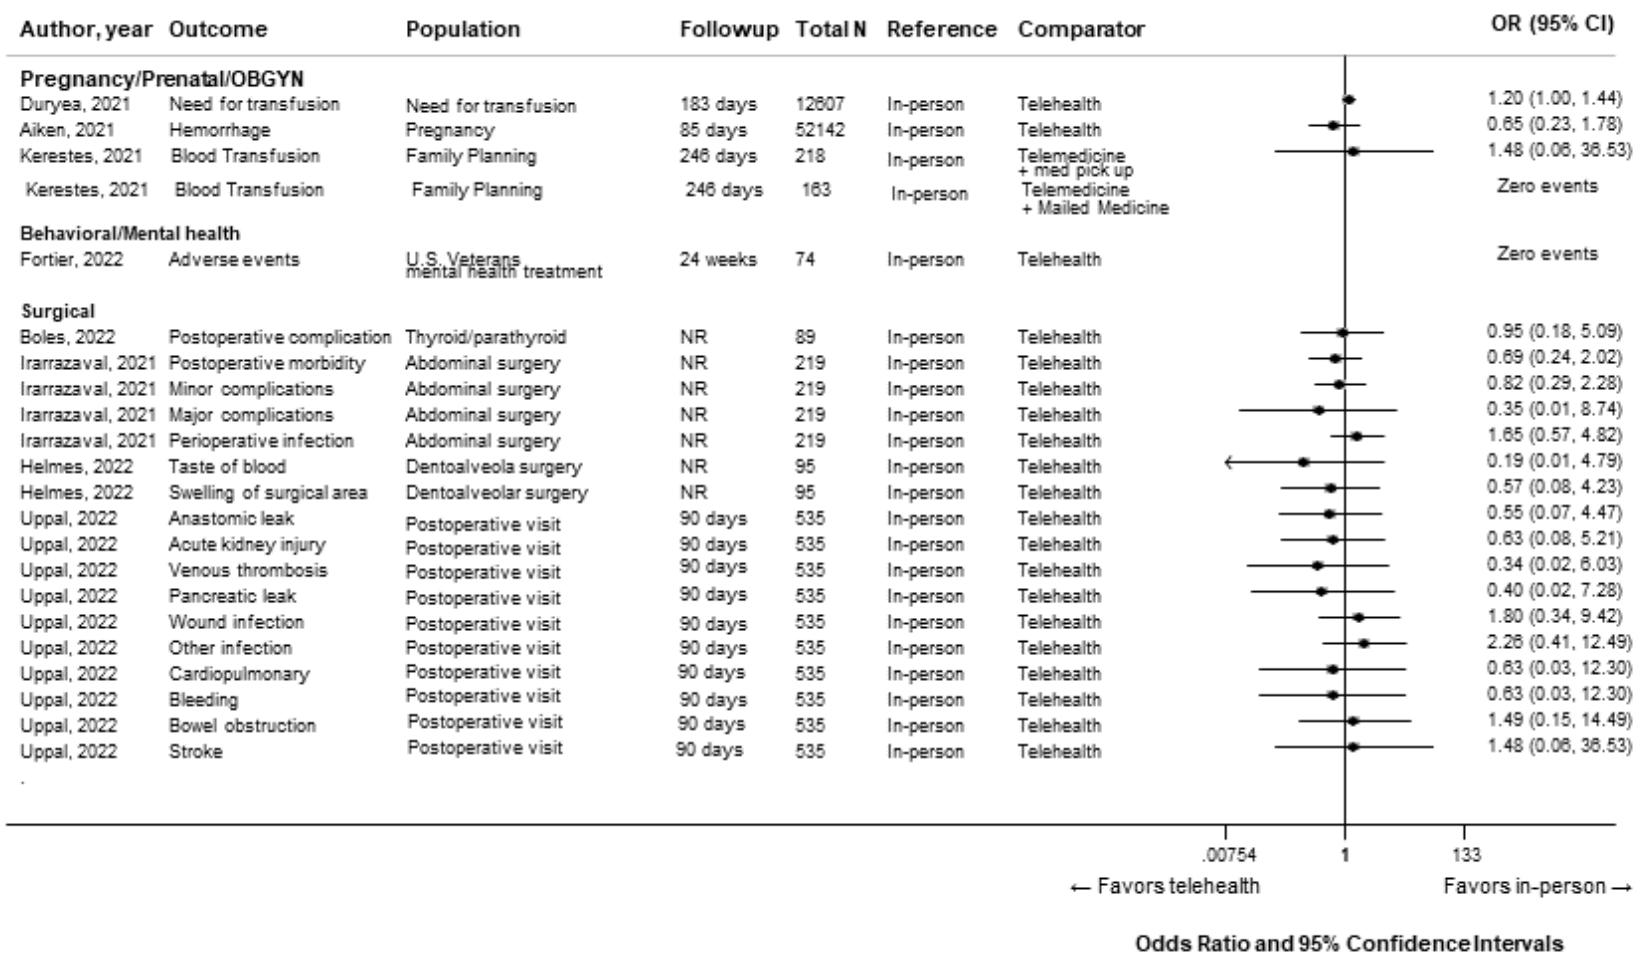 Author, year Outcome Population Followup Total N Reference Comparator OR (95% CI)
Pregnancy/Prenatal/OBGYN
Duryea, 2021 Need for transfusion Need for transfusion 183 days 12607 In-person Telehealth 1.20 (1.00, 1.44)
Aiken, 2021 Hemorrhage Pregnancy 85 days 52142 In-person Telehealth 0.65 (0.23, 1.78)
Kerestes, 2021 Blood Transfusion Family Planning 246 days 218 In-person Telemedicine 1.48 (0.06, 36.53)
+ med pick up
Kerestes, 2021 Blood Transfusion Family Planning 246 days 163 In-person Telemedicine Zero events
+ Mailed Medicine
Behavioral/Mental health
Fortier, 2022 Adverse events U.S. Veterans 24 weeks 74 In-person Telehealth Zero events
mental health treatment
Surgical
Boles, 2022 Postoperative complication Thyroid/parathyroid NR 89 In-person Telehealth 0.95 (0.18, 5.09)
Irarrazaval, 2021 Postoperative morbidity Abdominal surgery NR 219 In-person Telehealth 0.69 (0.24, 2.02)
Irarrazaval, 2021 Minor complications Abdominal surgery NR 219 In-person Telehealth 0.82 (0.29, 2.28)
Irarrazaval, 2021 Major complications Abdominal surgery NR 219 In-person Telehealth 0.35 (0.01, 8.74)
Irarrazaval, 2021 Perioperative infection Abdominal surgery NR 219 In-person Telehealth 1.65 (0.57, 4.82)
Helmes, 2022 Taste of blood Dentoalveola surgery NR 95 In-person Telehealth 0.19 (0.01, 4.79)
Helmes, 2022 Swelling of surgical area Dentoalveolar surgery NR 95 In-person Telehealth 0.57 (0.08, 4.23)
Uppal, 2022 Anastomic leak Postoperative visit 90 days 535 In-person Telehealth 0.55 (0.07, 4.47)
Uppal, 2022 Acute kidney injury Postoperative visit 90 days 535 In-person Telehealth 0.63 (0.08, 5.21)
Uppal, 2022 Venous thrombosis Postoperative visit 90 days 535 In-person Telehealth 0.34 (0.02, 6.03)
Uppal, 2022 Pancreatic leak Postoperative visit 90 days 535 In-person Telehealth 0.40 (0.02, 7.28)
Uppal, 2022 Wound infection Postoperative visit 90 days 535 In-person Telehealth 1.80 (0.34, 9.42)
Uppal, 2022 Other infection Postoperative visit 90 days 535 In-person Telehealth 2.26 (0.41, 12.49)
Uppal, 2022 Cardiopulmonary Postoperative visit 90 days 535 In-person Telehealth 0.63 (0.03, 12.30)
Uppal, 2022 Bleeding Postoperative visit 90 days 535 In-person Telehealth 0.63 (0.03, 12.30)
Uppal, 2022 Bowel obstruction Postoperative visit 90 days 535 In-person Telehealth 1.49 (0.15, 14.49)
Uppal, 2022 Stroke Postoperative visit 90 days 535 In-person Telehealth 1.48 (0.06, 36.53)
.
.00754 1 133
← Favors telehealth Favors in-person →
Odds Ratio and 95% Confidence Intervals